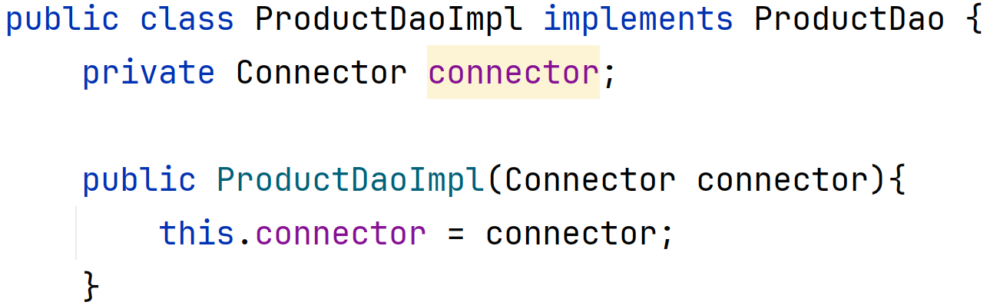 public class ProductDaoImpl implements ProductDao {
private Connector connector;
public ProductDaoImpl(Connector connector){
this.connector = connector;
}